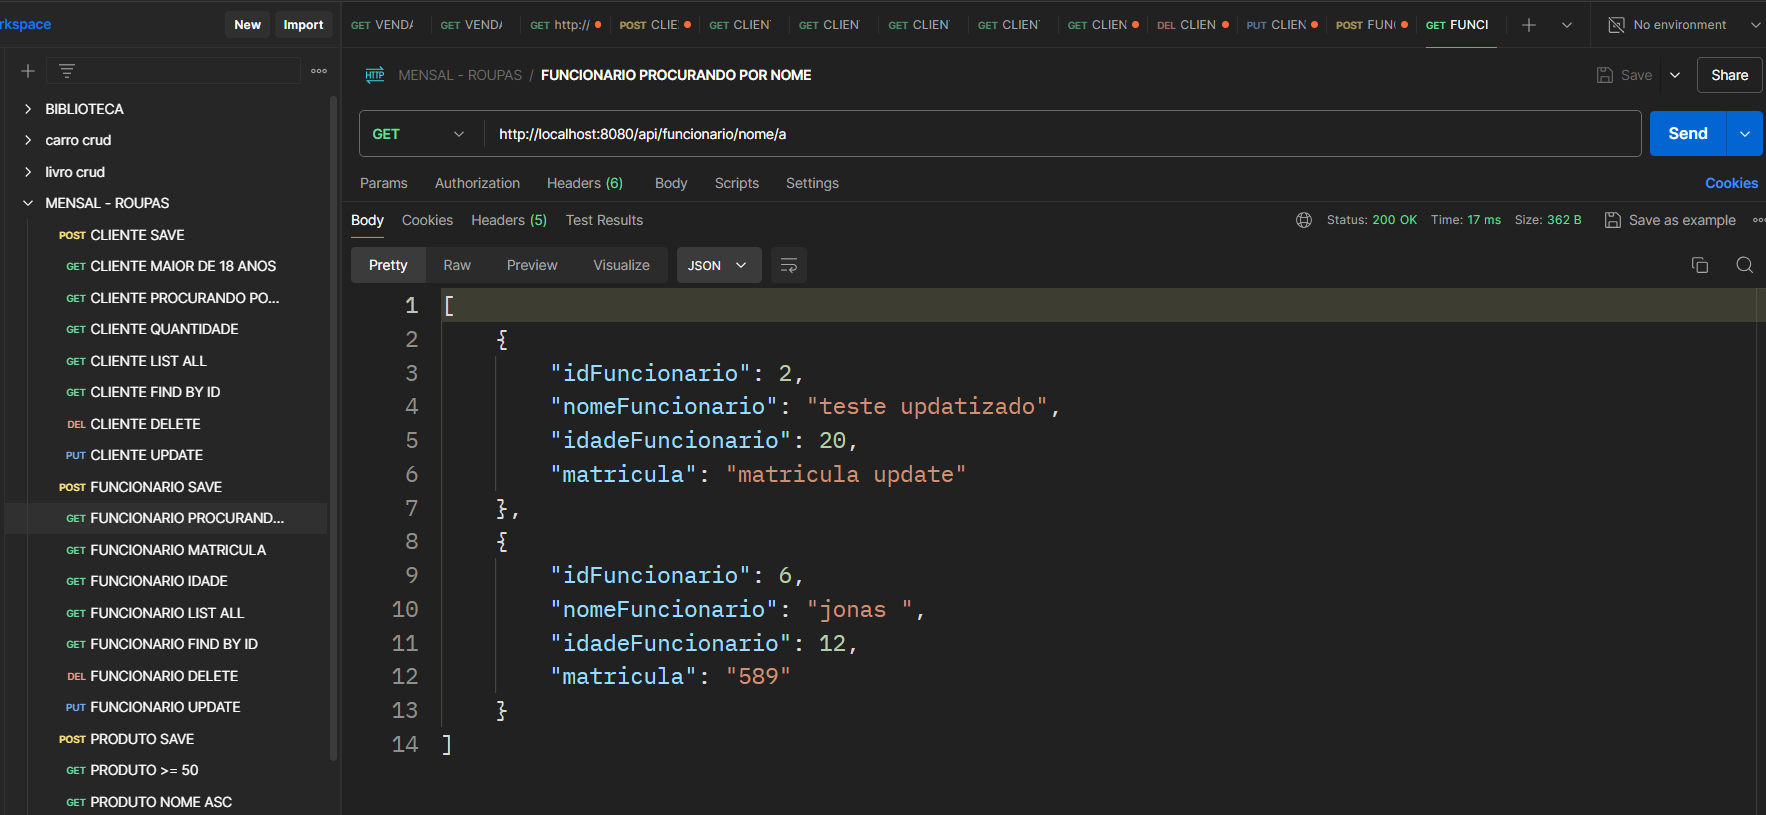 rkspace
New
Import
GET VENDA
GET VENDA
GET http://
POST CLIE
GET CLIEN
GET CLIEN
GET CLIEN
GET CLIEN
GET CLIEN
DEL CLIEN
PUT CLIEN
POST FUN
GET FUNCI
No environment
BIBLIOTECA
carro crud
livro crud
MENSAL - ROUPAS
POST CLIENTE SAVE
GET CLIENTE MAIOR DE 18 ANOS
GET CLIENTE PROCURANDO PO...
GET CLIENTE QUANTIDADE
GET CLIENTE LIST ALL
GET CLIENTE FIND BY ID
DEL CLIENTE DELETE
PUT CLIENTE UPDATE
POST FUNCIONARIO SAVE
GET FUNCIONARIO PROCURAND...
GET FUNCIONARIO MATRICULA
GET FUNCIONARIO IDADE
GET FUNCIONARIO LIST ALL
GET FUNCIONARIO FIND BY ID
DEL FUNCIONARIO DELETE
PUT FUNCIONARIO UPDATE
POST PRODUTO SAVE
GET PRODUTO >= 50
GET PRODUTO NOME ASC
HTTP MENSAL - ROUPAS / FUNCIONARIO PROCURANDO POR NOME
Save
Share
GET
http://localhost:8080/api/funcionario/nome/a
Send
Params Authorization Headers (6) Body Scripts Settings
Cookies
Body Cookies Headers (5) Test Results
Status: 200 OK Time: 17 ms Size: 362 B
Save as example
Pretty Raw Preview Visualize JSON
1 [
2 {
3 "idFuncionario": 2,
4 "nomeFuncionario": "teste updatizado",
5 "idadeFuncionario": 20,
6 "matricula": "matricula update"
7 },
8 {
9 "idFuncionario": 6,
10 "nomeFuncionario": "jonas ",
11 "idadeFuncionario": 12,
12 "matricula": "589"
13 }
14 ]